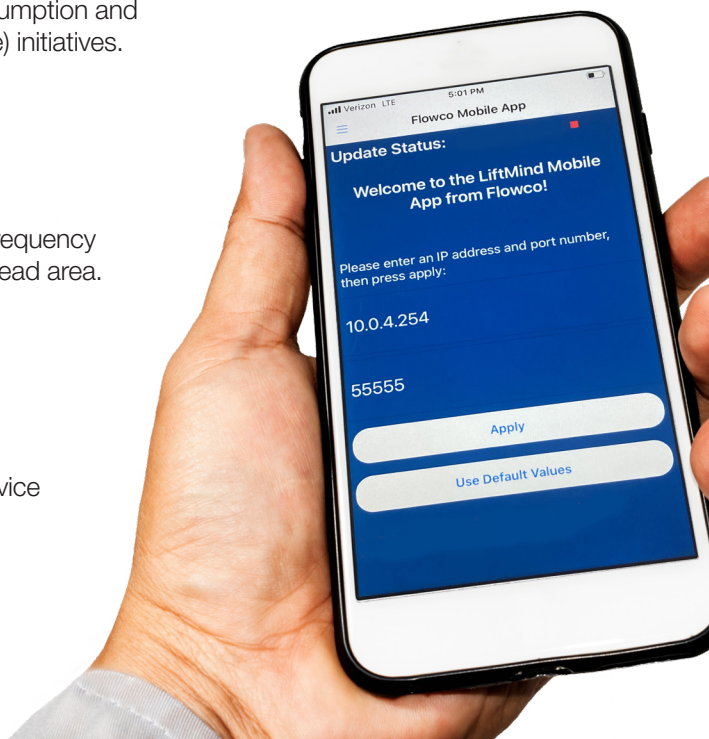 umption and
e) initiatives.
requency
ead area.
vice
Verizon LTE
5:01 PM
Flowco Mobile App
Update Status:
Welcome to the LiftMind Mobile
App from Flowco!
Please enter an IP address and port number,
then press apply:
10.0.4.254
55555
Apply
Use Default Values